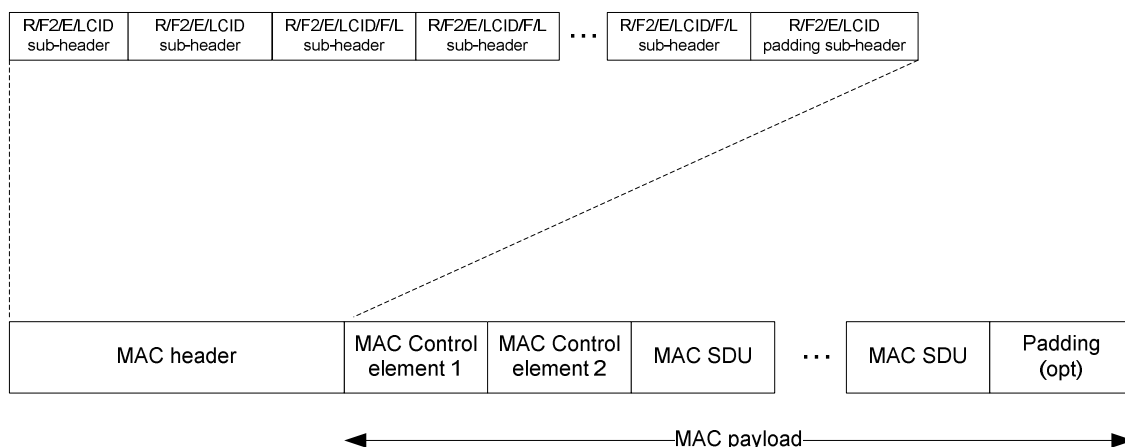 R/F2/E/LCID
sub-header
R/F2/E/LCID
sub-header
R/F2/E/LCID/F/L
sub-header
R/F2/E/LCID/F/L
sub-header
...
R/F2/E/LCID/F/L
sub-header
R/F2/E/LCID
padding sub-header
MAC header
MAC Control
element 1
MAC Control
element 2
MAC SDU
...
MAC SDU
Padding
(opt)
MAC payload